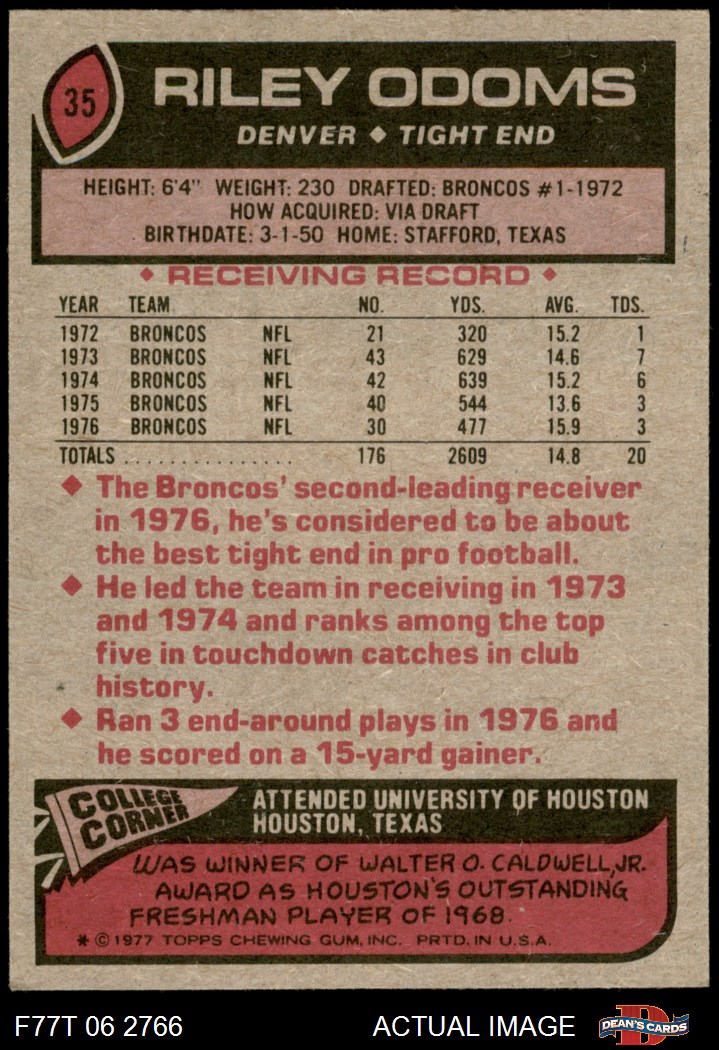 35
RILEY ODOMS
DENVER ♦ TIGHT END
HEIGHT: 6'4" WEIGHT: 230 DRAFTED: BRONCOS #1-1972
HOW ACQUIRED: VIA DRAFT
BIRTHDATE: 3-1-50 HOME: STAFFORD, TEXAS
♦ RECEIVING RECORD ♦
YEAR TEAM NO. YDS. AVG. TDS.
1972 BRONCOS NFL 21 320 15.2 1
1973 BRONCOS NFL 43 629 14.6 7
1974 BRONCOS NFL 42 639 15.2 6
1975 BRONCOS NFL 40 544 13.6 3
1976 BRONCOS NFL 30 477 15.9 3
TOTALS . . . . . . . . . . . . . . . 176 2609 14.8 20
♦ The Broncos' second-leading receiver
in 1976, he's considered to be about
the best tight end in pro football.
♦ He led the team in receiving in 1973
and 1974 and ranks among the top
five in touchdown catches in club
history.
♦ Ran 3 end-around plays in 1976 and
he scored on a 15-yard gainer.
COLLEGE
CORNER
ATTENDED UNIVERSITY OF HOUSTON
HOUSTON, TEXAS
WAS WINNER OF WALTER O. CALDWELL, JR.
AWARD AS HOUSTON'S OUTSTANDING
FRESHMAN PLAYER OF 1968.
* © 1977 TOPPS CHEWING GUM, INC. PRTD. IN U.S.A.
F77T 06 2766 ACTUAL IMAGE
D
DEAN'S CARDS